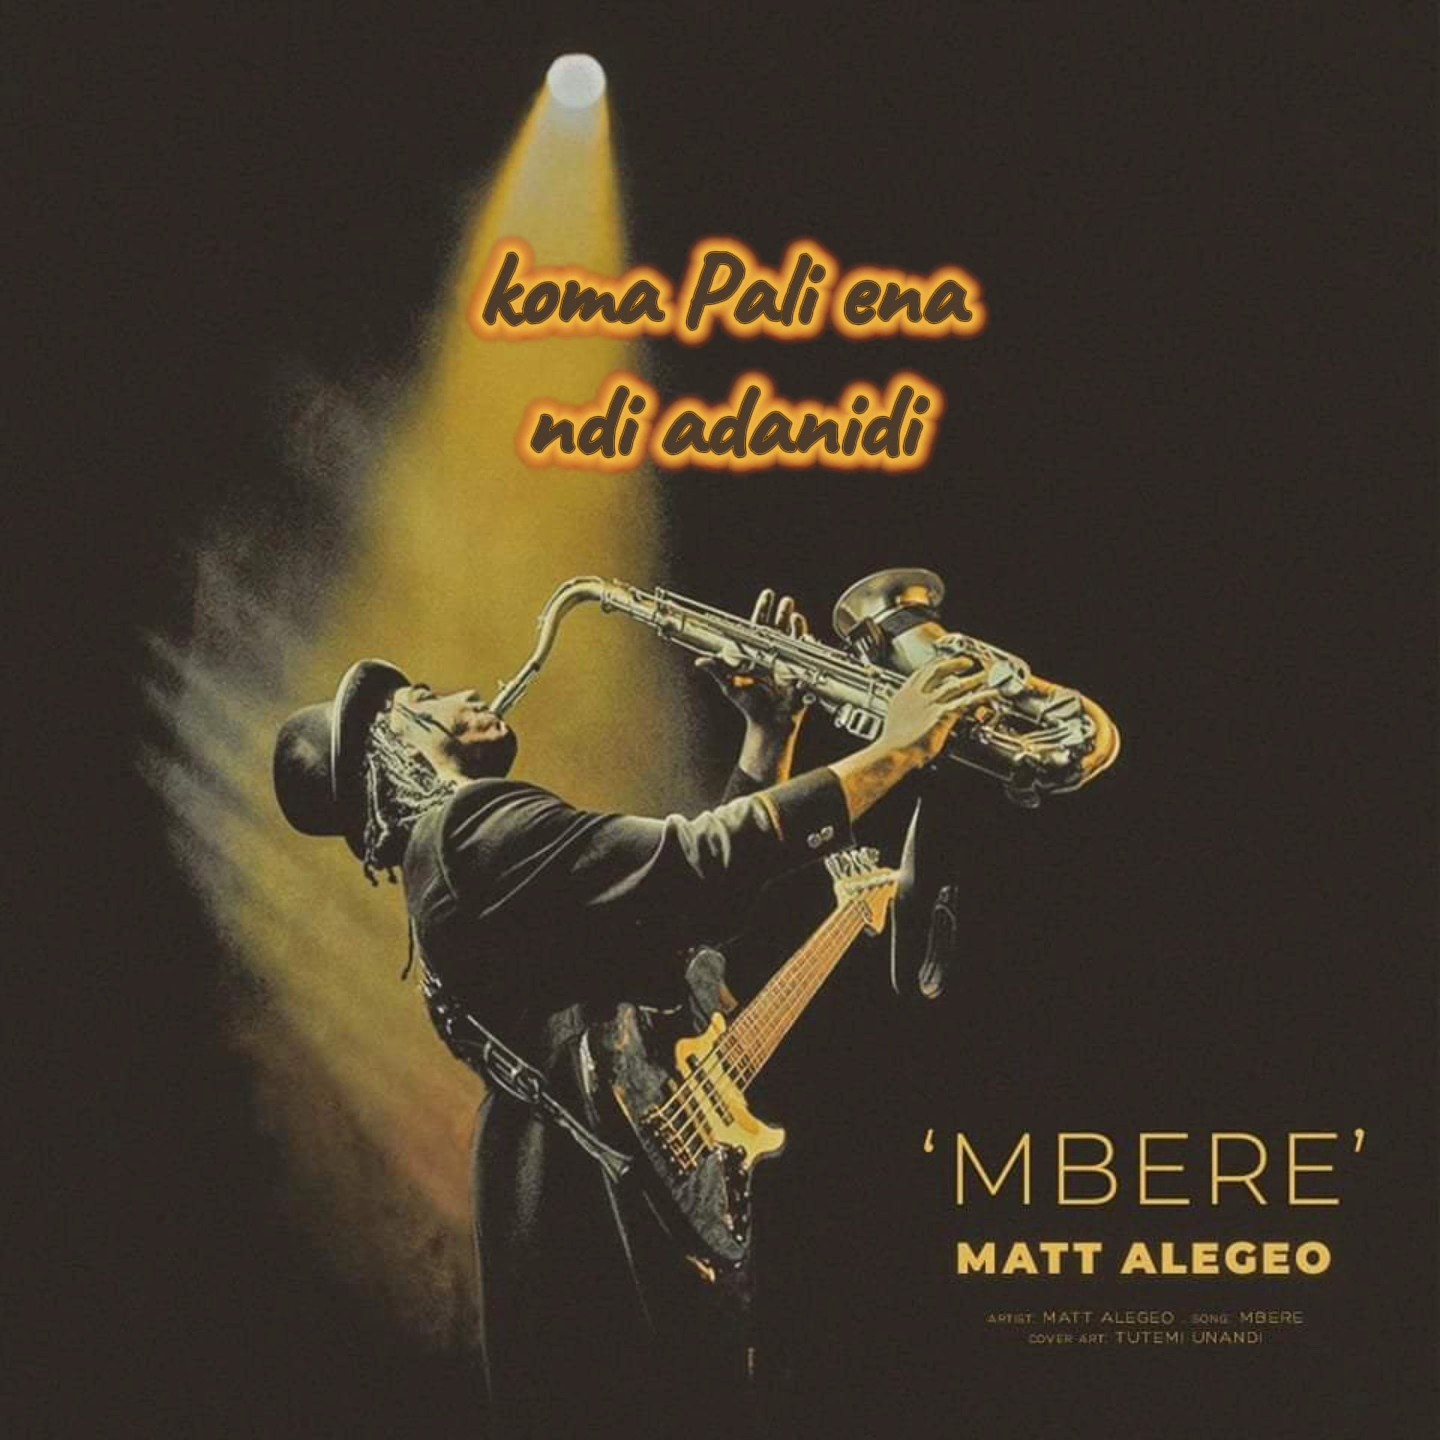 koma Pali ena
ndi adanidi
'MBERE'
MATT ALEGEO
ARTIST: MATT ALEGEO . SONG: MBERE
COVER ART: TUTEMI UNANDI